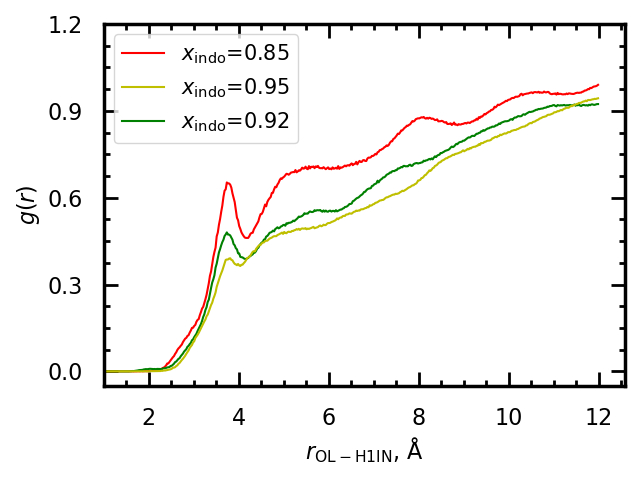 1.2
0.9
0.6
0.3
0.0
g(r)
x_indo=0.85
x_indo=0.95
x_indo=0.92
2 4 6 8 10 12
r_OL−H1IN, Å